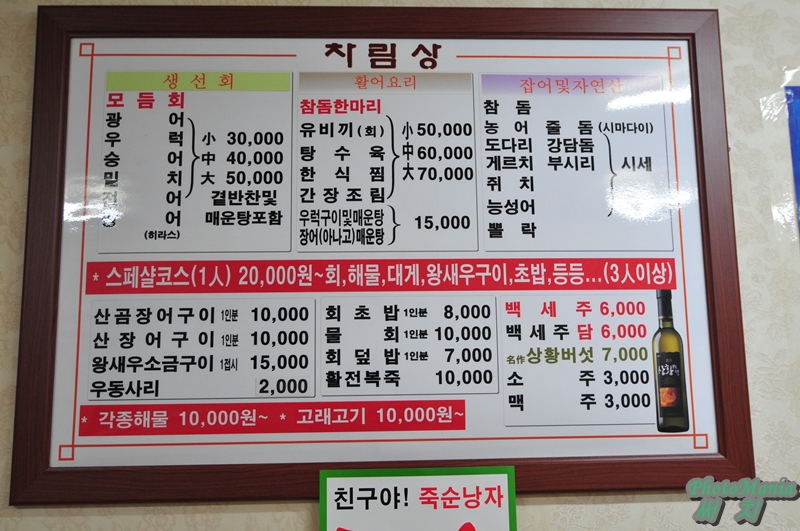 차림상
생선회
모듬회
광어
우럭
숭어
밀치
어
(히라스)
小 30,000
中 40,000
大 50,000
곁반찬및
매운탕포함
활어요리
참돔한마리
유비끼(회)
탕수육
한식찜
간장조림
小 50,000
中 60,000
大 70,000
우럭구이및매운탕
장어(아나고)매운탕
15,000
잡어및자연산
참돔
농어 줄돔 (시마다이)
도다리 강담돔
게르치 부시리
쥐치
능성어
뽈락
시세
* 스페샬코스(1人) 20,000원~회,해물,대게,왕새우구이,초밥,등등...(3人이상)
산곰장어구이 1인분 10,000
산장어구이 1인분 10,000
왕새우소금구이 1접시 15,000
우동사리 2,000
회초밥 1인분 8,000
물회 1인분 10,000
회덮밥 1인분 7,000
활전복죽 10,000
백세주 6,000
백세주담 6,000
名作 상황버섯 7,000
소주 3,000
맥주 3,000
* 각종해물 10,000원~ * 고래고기 10,000원~
친구야! 죽순낭자
PhotoMania
써치